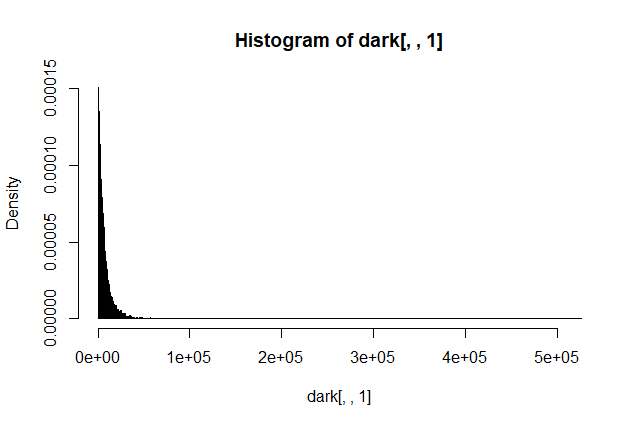 Histogram of dark[, , 1]
Density
0.00015
0.00010
0.00005
0.00000
0e+00 1e+05 2e+05 3e+05 4e+05 5e+05
dark[, , 1]